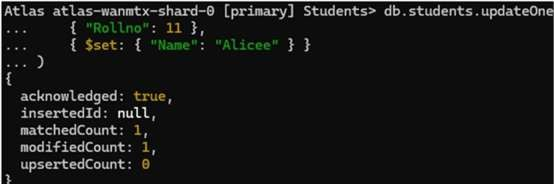 Atlas atlas-wanmtx-shard-0 [primary] Students> db.students.updateOne
...     { "Rollno": 11 },
...     { $set: { "Name": "Alicee" } }
... )
{
  acknowledged: true,
  insertedId: null,
  matchedCount: 1,
  modifiedCount: 1,
  upsertedCount: 0
}